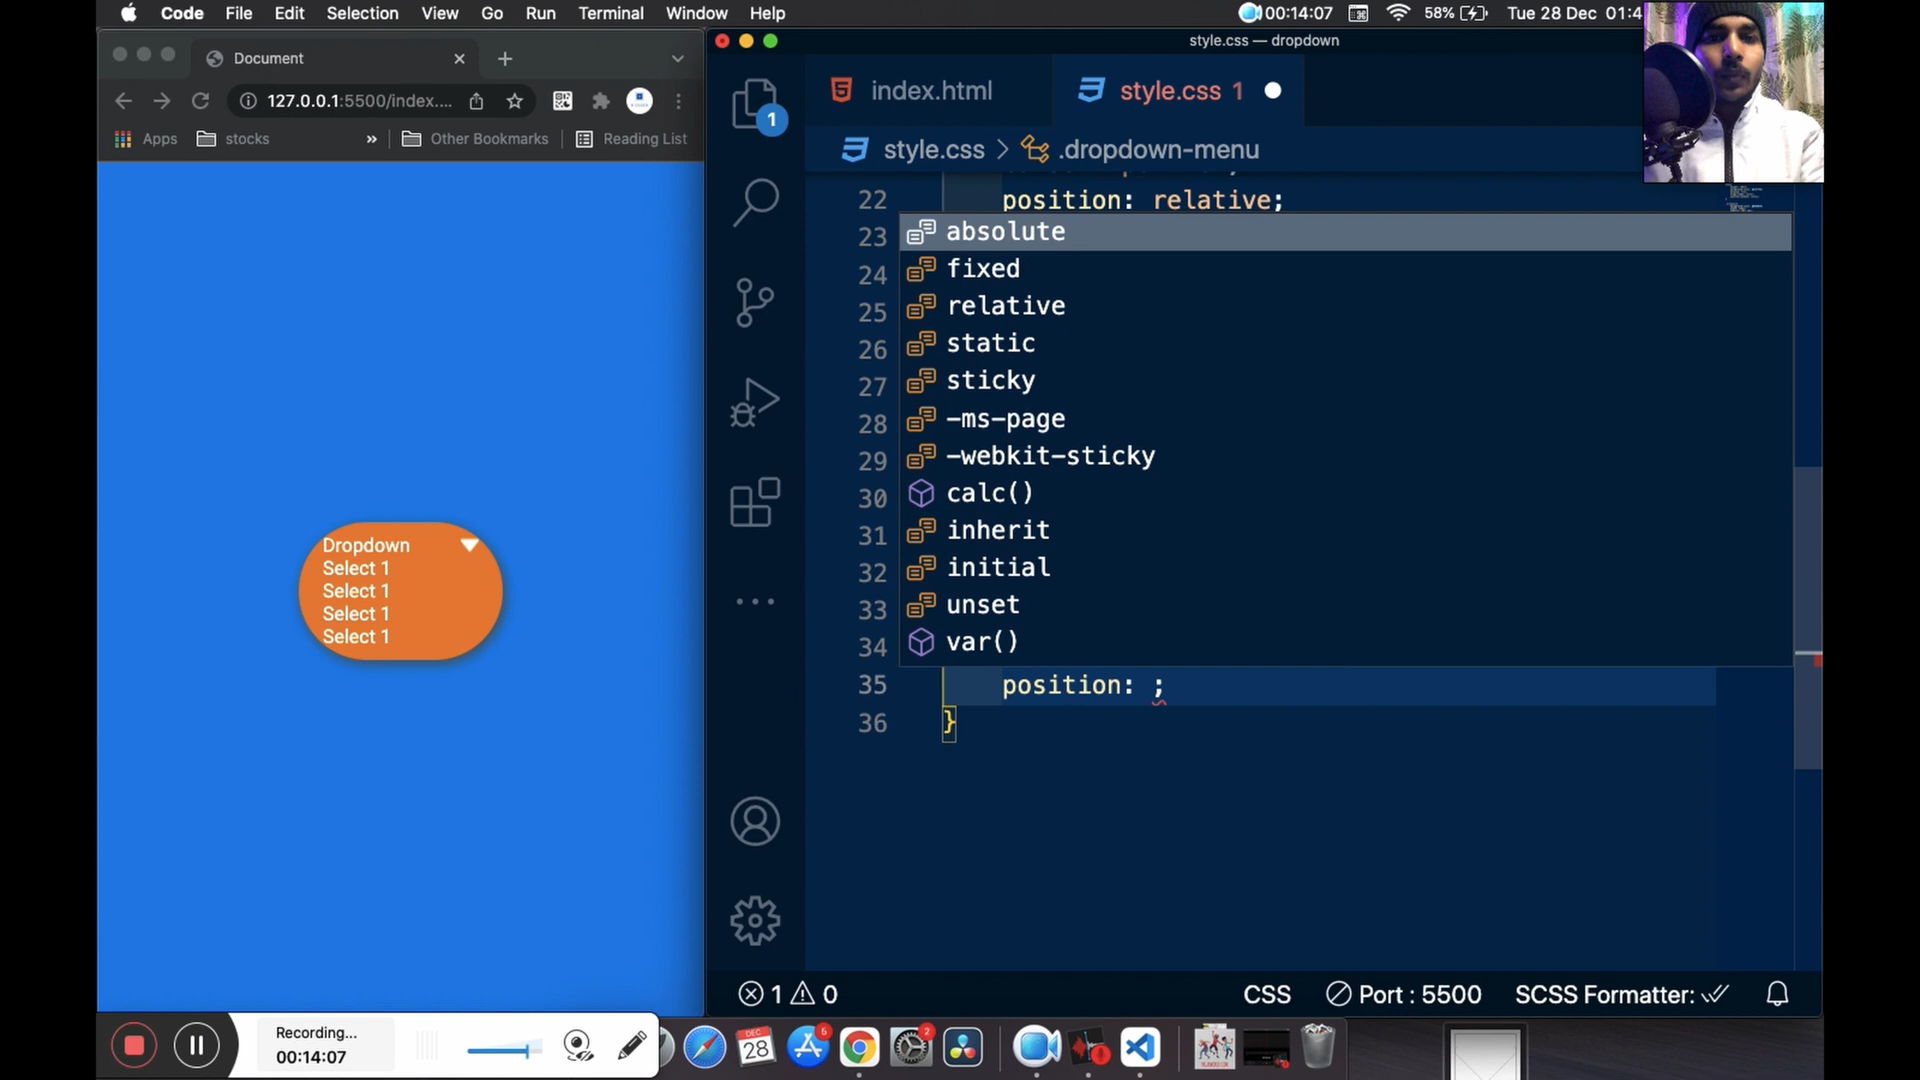 Code File Edit Selection View Go Run Terminal Window Help 00:14:07 58% Tue 28 Dec 01:4
Document
127.0.0.1:5500/index....
Apps stocks » Other Bookmarks Reading List
Dropdown
Select 1
Select 1
Select 1
Select 1
style.css — dropdown
index.html style.css 1
style.css > .dropdown-menu
1
22 position: relative;
23 absolute
24 fixed
25 relative
26 static
27 sticky
28 -ms-page
29 -webkit-sticky
30 calc()
31 inherit
32 initial
33 unset
34 var()
35 position: ;
36 }
1 0 CSS Port : 5500 SCSS Formatter:
Recording...
00:14:07
DEC
28
5
2